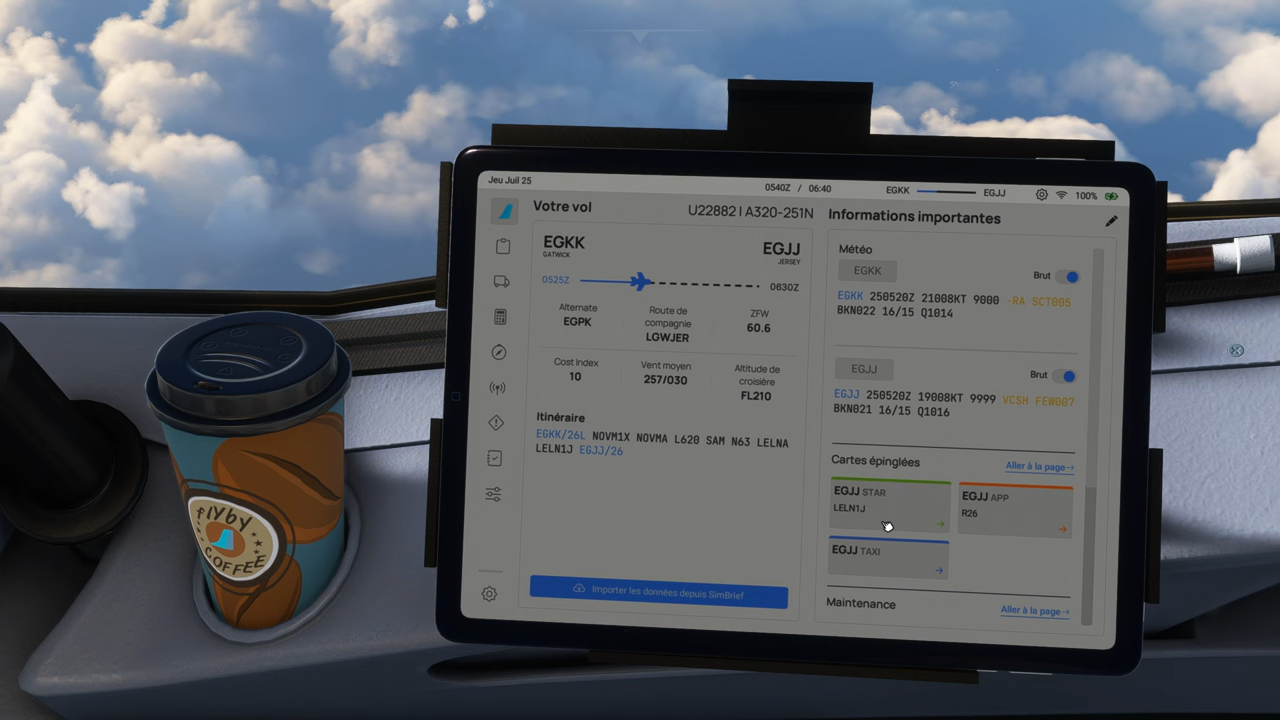 Jeu Juil 25
0540Z / 06:40
EGKK EGJJ
100%
Votre vol
U22882 | A320-251N
EGKK
GATWICK
EGJJ
JERSEY
0525Z
0630Z
Alternate
EGPK
Route de
compagnie
LGWJER
ZFW
60.6
Cost Index
10
Vent moyen
257/030
Altitude de
croisière
FL210
Itinéraire
EGKK/26L NOVM1X NOVMA L620 SAM N63 LELNA
LELN1J EGJJ/26
Importer les données depuis SimBrief
Informations importantes
Météo
EGKK
Brut
EGKK 250520Z 21008KT 9000 -RA SCT005
BKN022 16/15 Q1014
EGJJ
Brut
EGJJ 250520Z 19008KT 9999 VCSH FEW007
BKN021 16/15 Q1016
Cartes épinglées
Aller à la page→
EGJJ STAR
LELN1J
→
EGJJ APP
R26
→
EGJJ TAXI
→
Maintenance
Aller à la page→
flyby
COFFEE